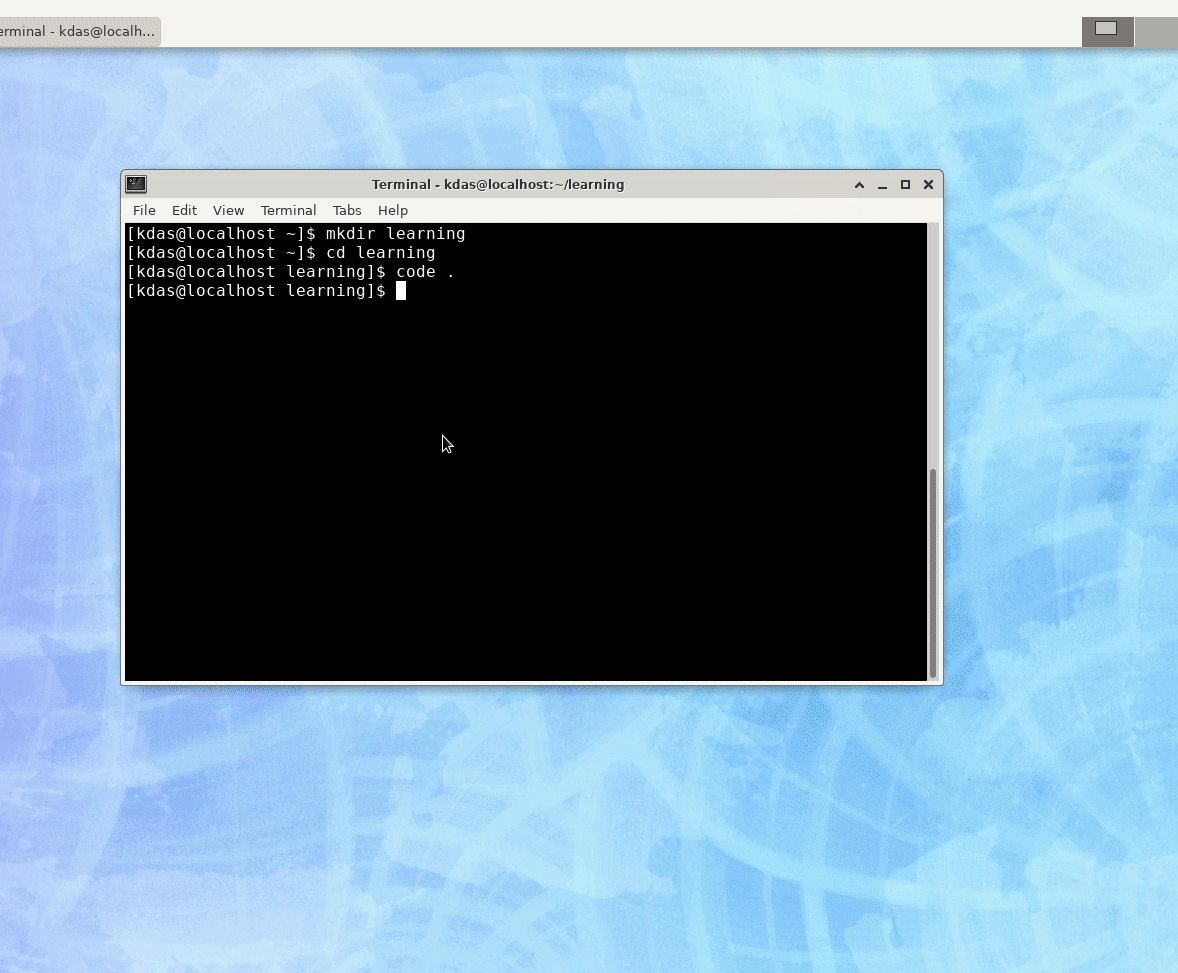 erminal - kdas@localh...
Terminal - kdas@localhost:~/learning
File Edit View Terminal Tabs Help
[kdas@localhost ~]$ mkdir learning
[kdas@localhost ~]$ cd learning
[kdas@localhost learning]$ code .
[kdas@localhost learning]$